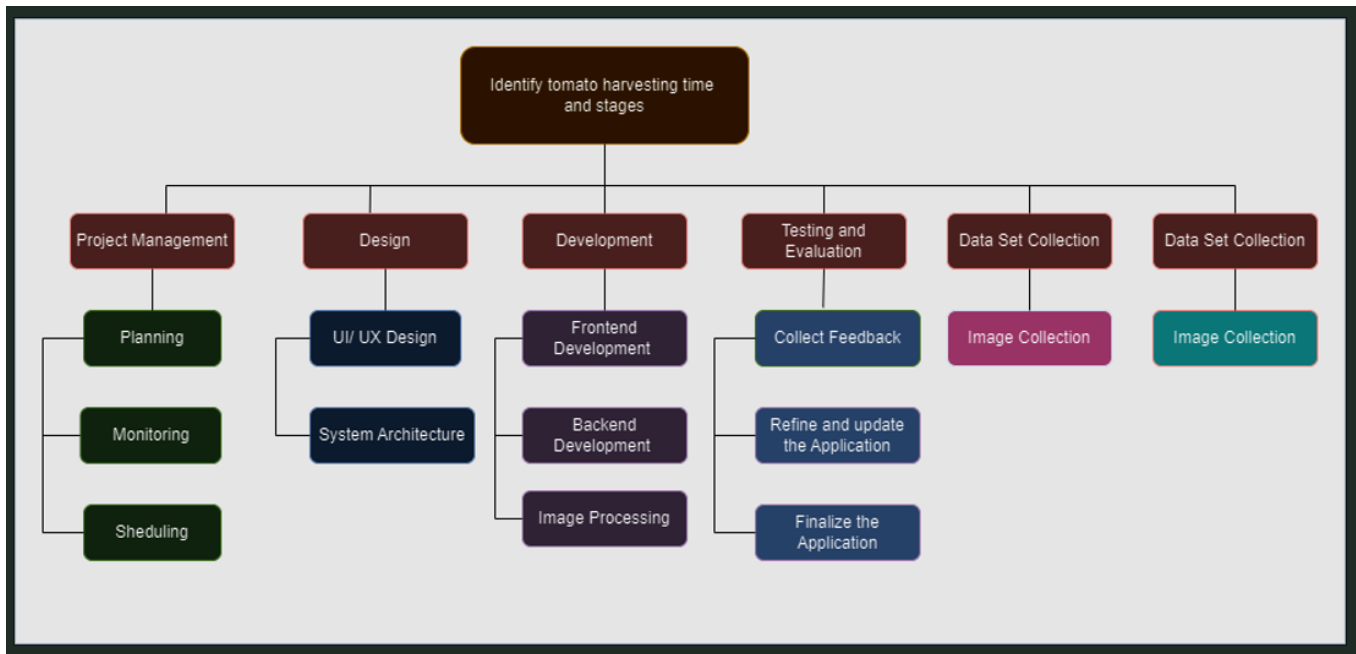 Identify tomato harvesting time
and stages
Project Management
Design
Development
Testing and
Evaluation
Data Set Collection
Data Set Collection
Planning
UI/ UX Design
Frontend
Development
Collect Feedback
Image Collection
Image Collection
Monitoring
System Architecture
Backend
Development
Refine and update
the Application
Sheduling
Image Processing
Finalize the
Application